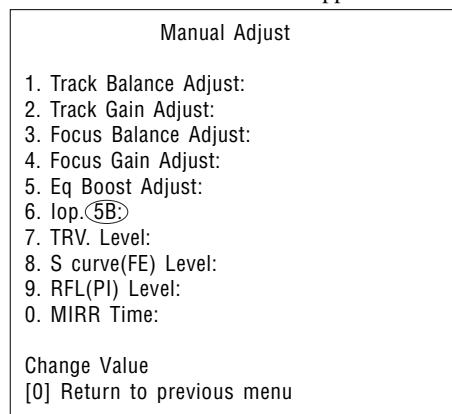 Manual Adjust
1. Track Balance Adjust:
2. Track Gain Adjust:
3. Focus Balance Adjust:
4. Focus Gain Adjust:
5. Eq Boost Adjust:
6. Iop.5B:
7. TRV. Level:
8. S curve(FE) Level:
9. RFL(PI) Level:
0. MIRR Time:
Change Value
[0] Return to previous menu